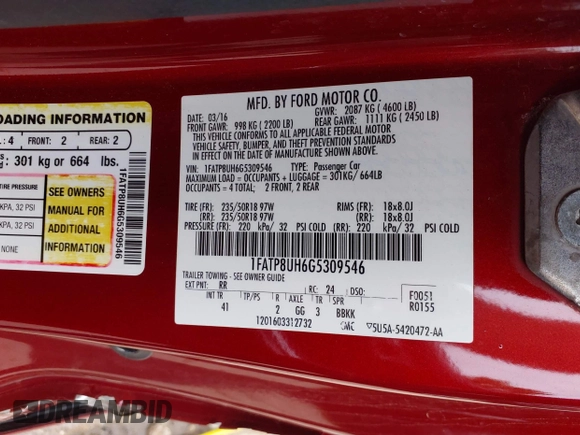 LOADING INFORMATION
4 FRONT: 2 REAR: 2
301 kg or 664 lbs.
TIRE PRESSURE
KPA, 32 PSI
KPA, 32 PSI
NONE
SEE OWNERS
MANUAL FOR
ADDITIONAL
INFORMATION
1FATP8UH6G5309546
MFD. BY FORD MOTOR CO.
DATE: 03/16 GVWR: 2087 KG ( 4600 LB)
FRONT GAWR: 998 KG ( 2200 LB) REAR GAWR: 1111 KG ( 2450 LB)
THIS VEHICLE CONFORMS TO ALL APPLICABLE FEDERAL MOTOR
VEHICLE SAFETY, BUMPER, AND THEFT PREVENTION STANDARDS
IN EFFECT ON THE DATE OF MANUFACTURE SHOWN ABOVE.
VIN: 1FATP8UH6G5309546 TYPE: Passenger Car
MAXIMUM LOAD = OCCUPANTS + LUGGAGE = 301KG/ 664LB
OCCUPANTS = 4 TOTAL; 2 FRONT, 2 REAR
TIRE (FR): 235/50R18 97W RIMS (FR): 18x8.0J
(RR): 235/50R18 97W (RR): 18x8.0J
PRESSURE (FR): 220 kPa/ 32 PSI COLD (RR): 220 kPa/ 32 PSI COLD
1FATP8UH6G5309546
TRAILER TOWING - SEE OWNER GUIDE
EXT PNT: RR RC: 24 DSO: F0051
INT TR TP/PS R AXLE TR SPR R0155
41 2 GG 3 BBKK
1201603312732 5U5A-5420472-AA
DREAMBID